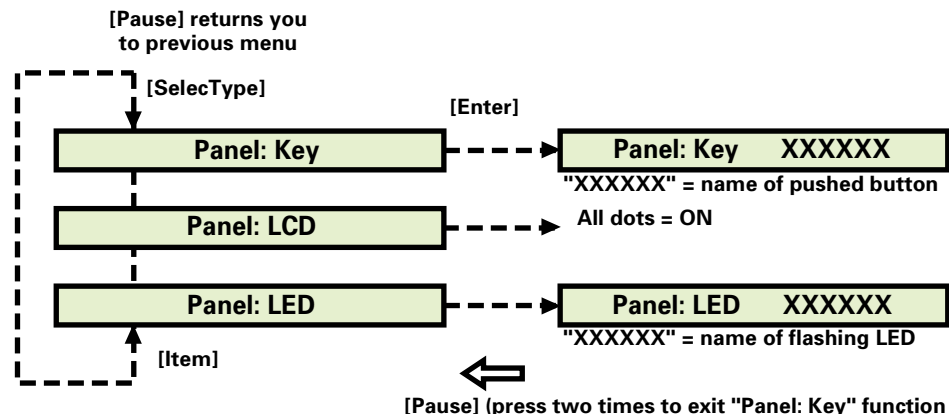 [Pause] returns you
to previous menu
[SelecType]
[Enter]
Panel: Key
Panel: Key XXXXXX
"XXXXXX" = name of pushed button
Panel: LCD
All dots = ON
Panel: LED
Panel: LED XXXXXX
"XXXXXX" = name of flashing LED
[Item]
[Pause] (press two times to exit "Panel: Key" function